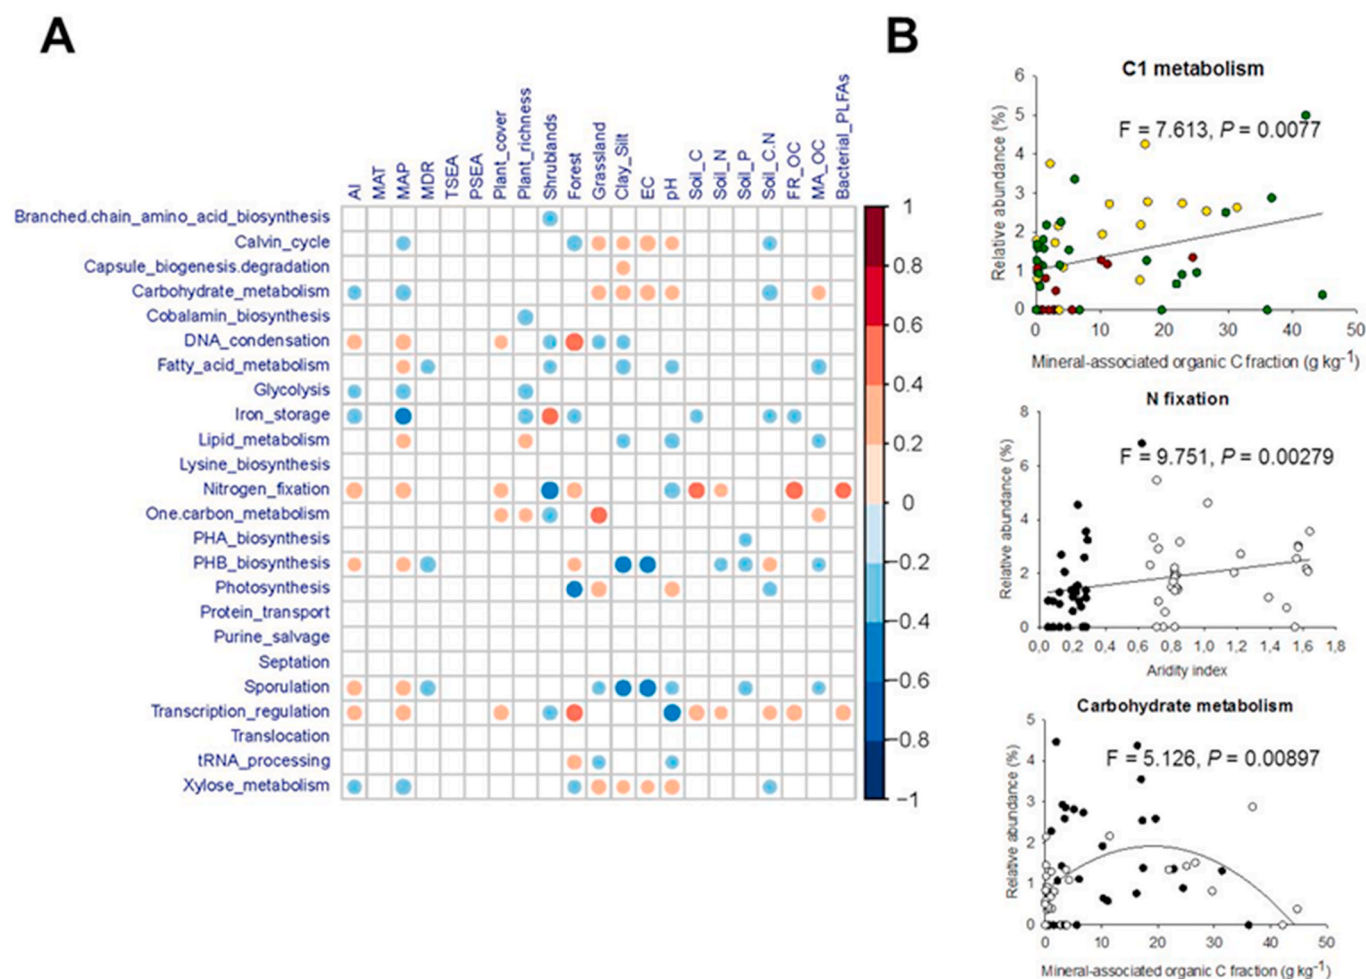 A
B
AI
MAT
MAP
MDR
TSEA
PSEA
Plant_cover
Plant_richness
Shrublands
Forest
Grassland
Clay_Silt
EC
pH
Soil_C
Soil_N
Soil_P
Soil_C.N
FR_OC
MA_OC
Bacterial_PLFAs
Branched.chain_amino_acid_biosynthesis
Calvin_cycle
Capsule_biogenesis.degradation
Carbohydrate_metabolism
Cobalamin_biosynthesis
DNA_condensation
Fatty_acid_metabolism
Glycolysis
Iron_storage
Lipid_metabolism
Lysine_biosynthesis
Nitrogen_fixation
One.carbon_metabolism
PHA_biosynthesis
PHB_biosynthesis
Photosynthesis
Protein_transport
Purine_salvage
Septation
Sporulation
Transcription_regulation
Translocation
tRNA_processing
Xylose_metabolism
1
0.8
0.6
0.4
0.2
0
−0.2
−0.4
−0.6
−0.8
−1
C1 metabolism
F = 7.613, P = 0.0077
Relative abundance (%)
6
5
4
3
2
1
0
0 10 20 30 40 50
Mineral-associated organic C fraction (g kg⁻¹)
N fixation
F = 9.751, P = 0.00279
Relative abundance (%)
8
6
4
2
0
0,0 0,2 0,4 0,6 0,8 1,0 1,2 1,4 1,6 1,8
Aridity index
Carbohydrate metabolism
F = 5.126, P = 0.00897
Relative abundance (%)
5
4
3
2
1
0
0 10 20 30 40 50
Mineral-associated organic C fraction (g kg⁻¹)